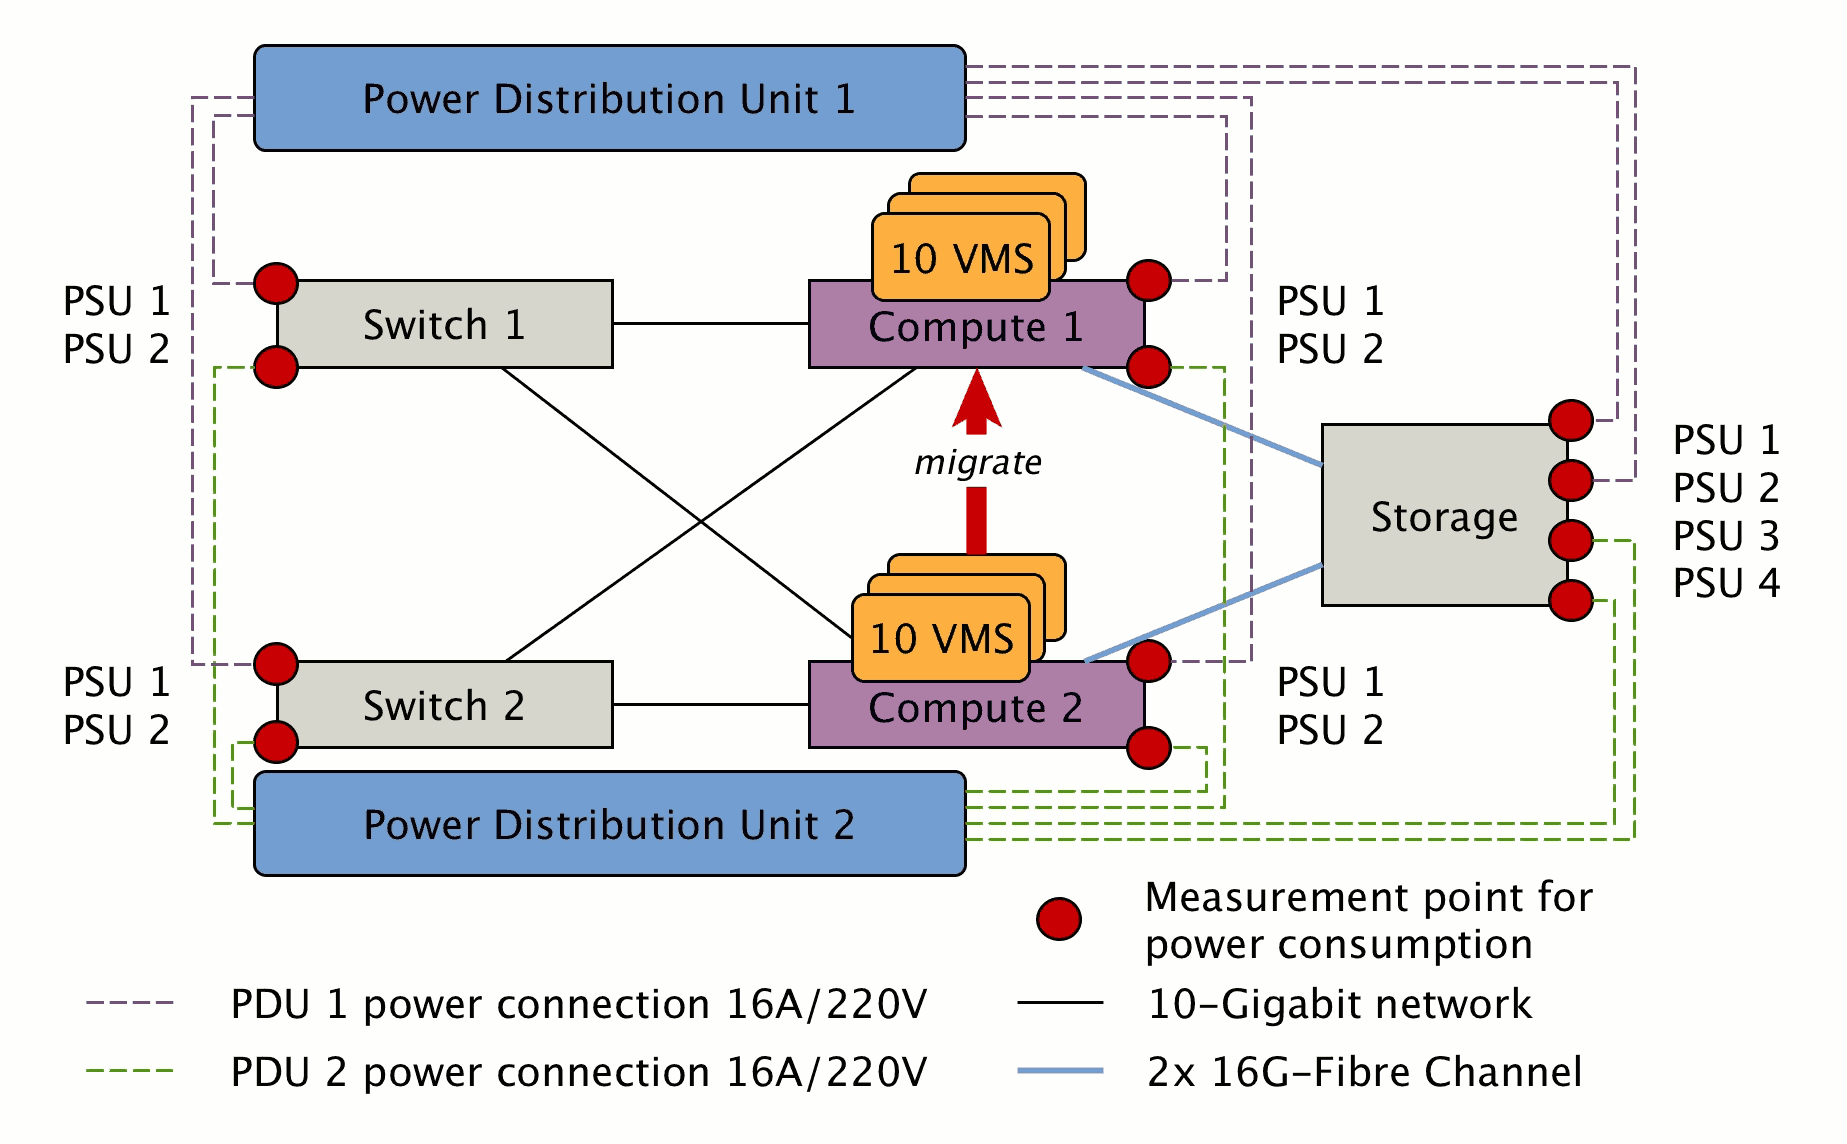 Power Distribution Unit 1
10 VMS
PSU 1
PSU 2
Switch 1
Compute 1
PSU 1
PSU 2
migrate
Storage
PSU 1
PSU 2
PSU 3
PSU 4
10 VMS
PSU 1
PSU 2
Switch 2
Compute 2
PSU 1
PSU 2
Power Distribution Unit 2
Measurement point for
power consumption
PDU 1 power connection 16A/220V
10-Gigabit network
PDU 2 power connection 16A/220V
2x 16G-Fibre Channel